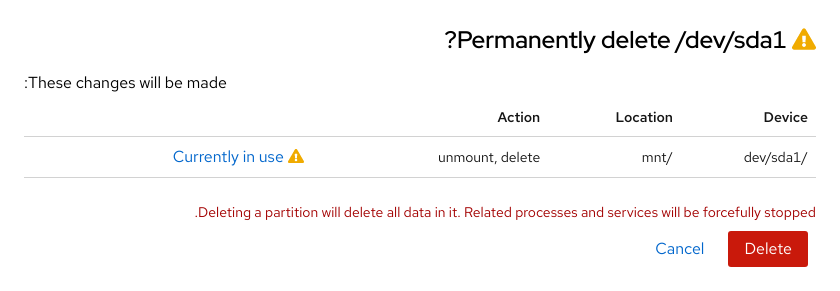 ?Permanently delete /dev/sda1
:These changes will be made
Action Location Device
Currently in use unmount, delete mnt/ dev/sda1/
.Deleting a partition will delete all data in it. Related processes and services will be forcefully stopped
Cancel Delete